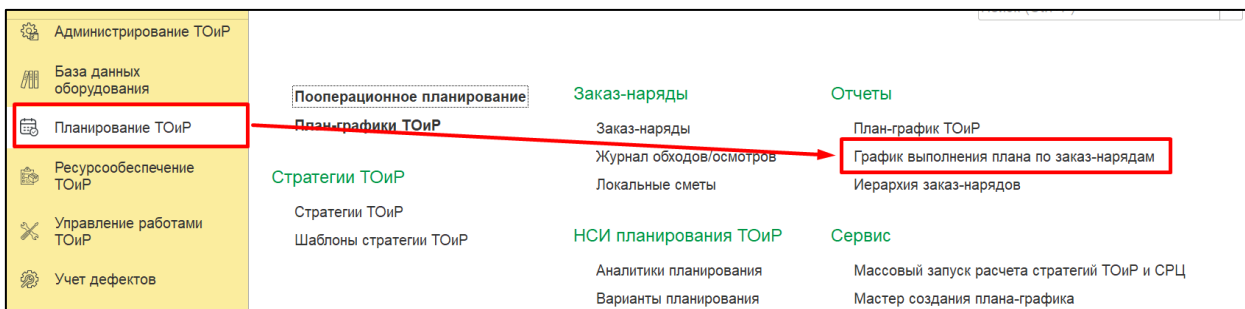 Администрирование ТОиР
База данных
оборудования
Планирование ТОиР
Ресурсообеспечение
ТОиР
Управление работами
ТОиР
Учет дефектов
Пооперационное планирование
План-графики ТОиР
Стратегии ТОиР
Стратегии ТОиР
Шаблоны стратегии ТОиР
Заказ-наряды
Заказ-наряды
Журнал обходов/осмотров
Локальные сметы
НСИ планирования ТОиР
Аналитики планирования
Варианты планирования
Отчеты
План-график ТОиР
График выполнения плана по заказ-нарядам
Иерархия заказ-нарядов
Сервис
Массовый запуск расчета стратегий ТОиР и СРЦ
Мастер создания плана-графика